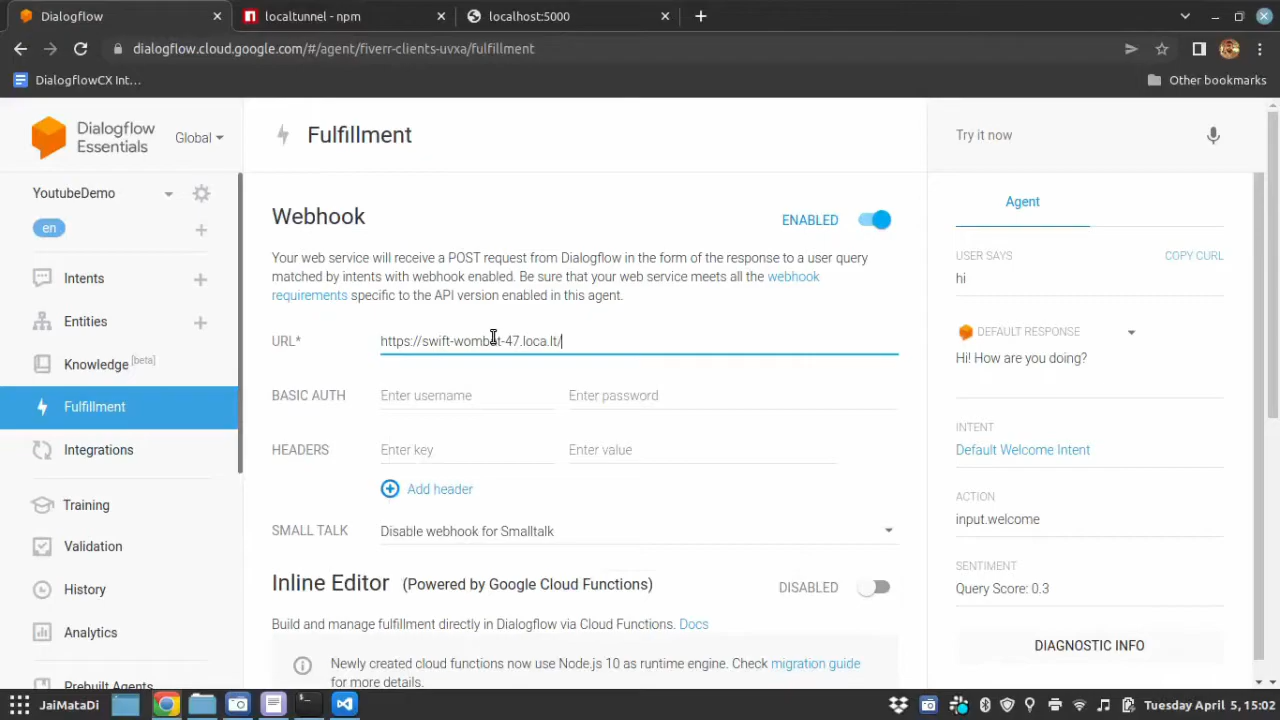 Dialogflow
localtunnel - npm
localhost:5000
dialogflow.cloud.google.com/#/agent/fiverr-clients-uvxa/fulfillment
DialogflowCX Int...
Other bookmarks
Dialogflow
Essentials
Global
Fulfillment
Try it now
YoutubeDemo
en
Intents
Entities
Knowledge [beta]
Fulfillment
Integrations
Training
Validation
History
Analytics
Prebuilt Agents
Webhook
ENABLED
Your web service will receive a POST request from Dialogflow in the form of the response to a user query
matched by intents with webhook enabled. Be sure that your web service meets all the webhook
requirements specific to the API version enabled in this agent.
URL*
https://swift-wombat-47.loca.lt/
BASIC AUTH
Enter username
Enter password
HEADERS
Enter key
Enter value
Add header
SMALL TALK
Disable webhook for Smalltalk
Inline Editor (Powered by Google Cloud Functions)
DISABLED
Build and manage fulfillment directly in Dialogflow via Cloud Functions. Docs
Newly created cloud functions now use Node.js 10 as runtime engine. Check migration guide
for more details.
Agent
USER SAYS
COPY CURL
hi
DEFAULT RESPONSE
Hi! How are you doing?
INTENT
Default Welcome Intent
ACTION
input.welcome
SENTIMENT
Query Score: 0.3
DIAGNOSTIC INFO
JaiMataDi
Tuesday April 5, 15:02